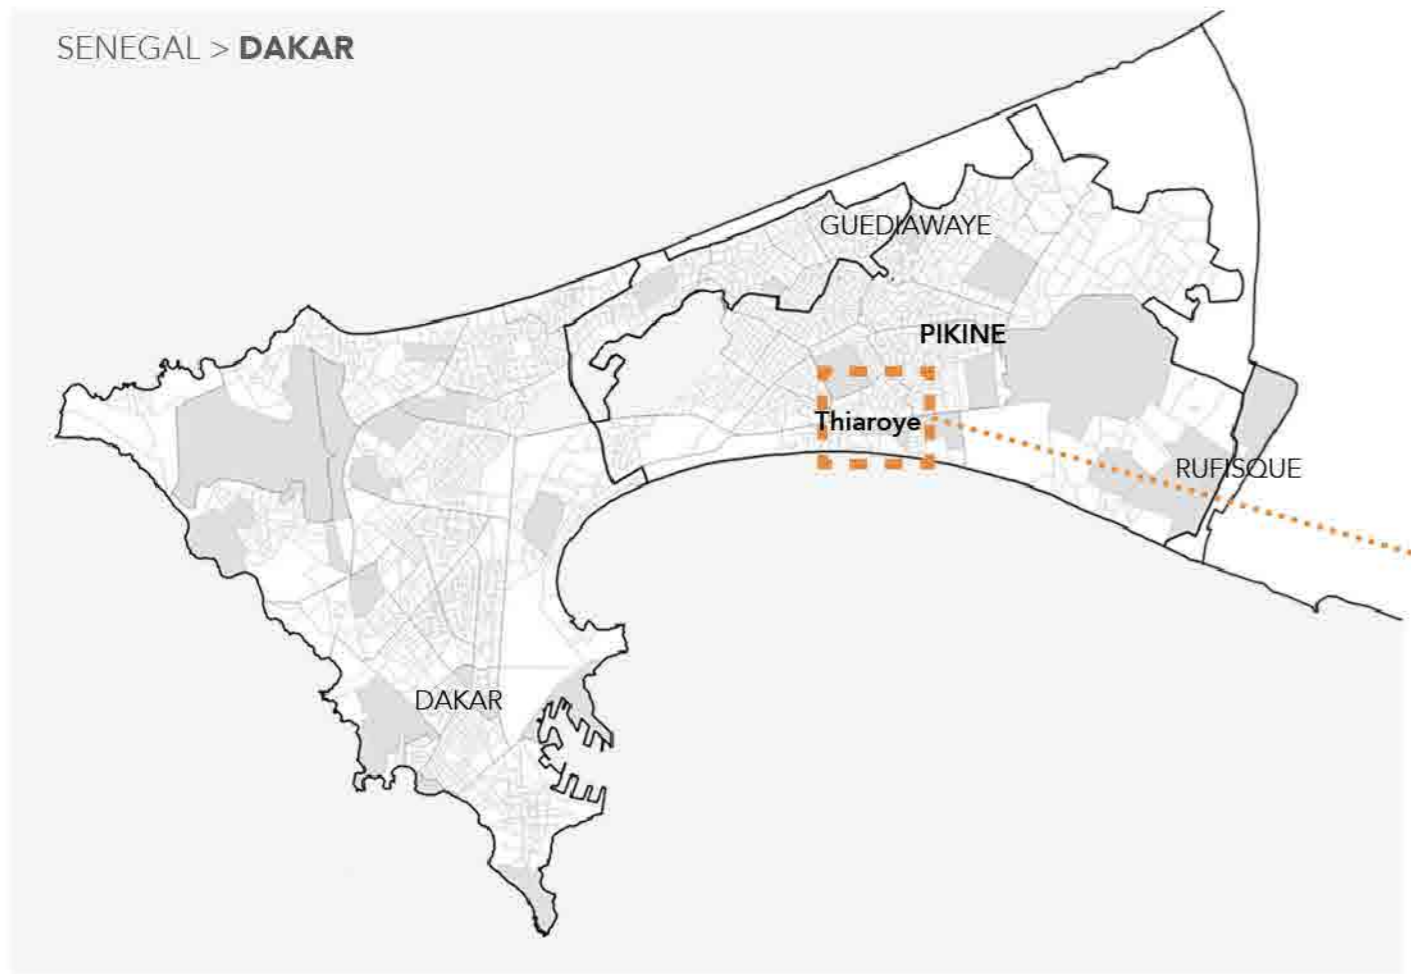 SENEGAL > DAKAR
GUEDIAWAYE
PIKINE
Thiaroye
RUFISQUE
DAKAR